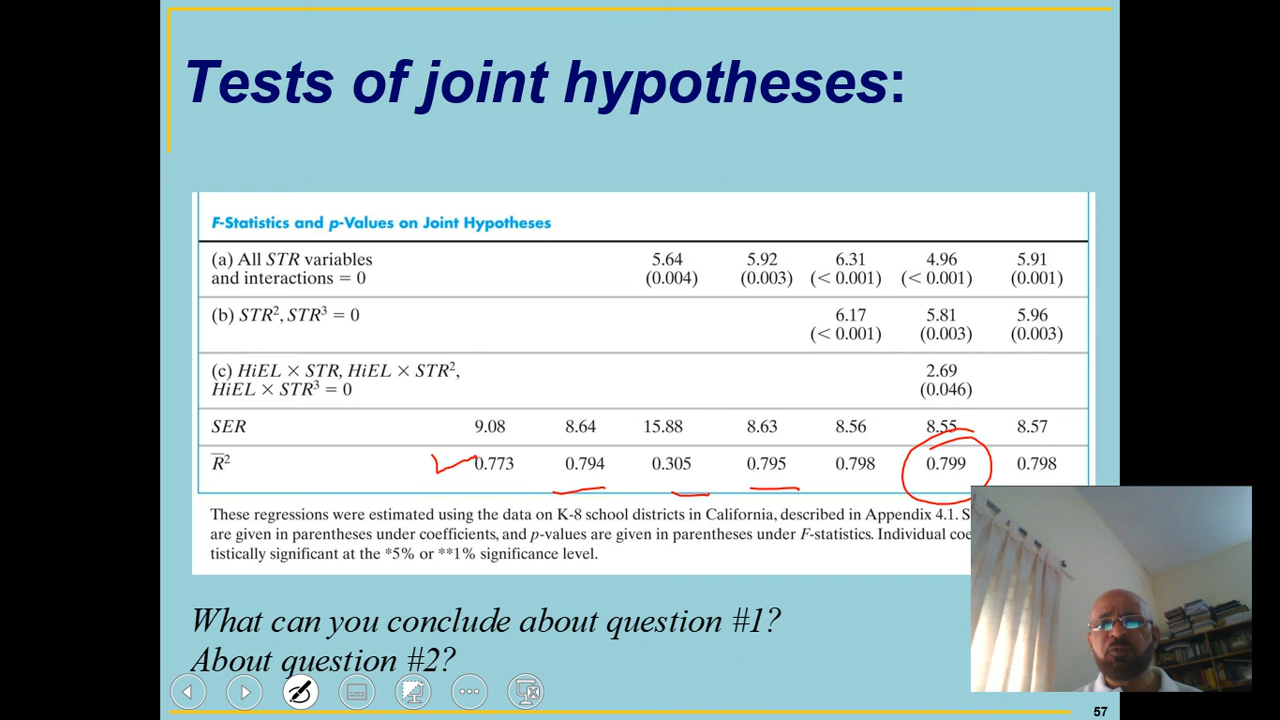 Tests of joint hypotheses:
F-Statistics and p-Values on Joint Hypotheses
(a) All STR variables and interactions = 0 5.64 (0.004) 5.92 (0.003) 6.31 (< 0.001) 4.96 (< 0.001) 5.91 (0.001)
(b) STR², STR³ = 0 6.17 (< 0.001) 5.81 (0.003) 5.96 (0.003)
(c) HiEL × STR, HiEL × STR², HiEL × STR³ = 0 2.69 (0.046)
SER 9.08 8.64 15.88 8.63 8.56 8.55 8.57
R̅² 0.773 0.794 0.305 0.795 0.798 0.799 0.798
These regressions were estimated using the data on K-8 school districts in California, described in Appendix 4.1. S
are given in parentheses under coefficients, and p-values are given in parentheses under F-statistics. Individual coe
tistically significant at the *5% or **1% significance level.
What can you conclude about question #1?
About question #2?
57